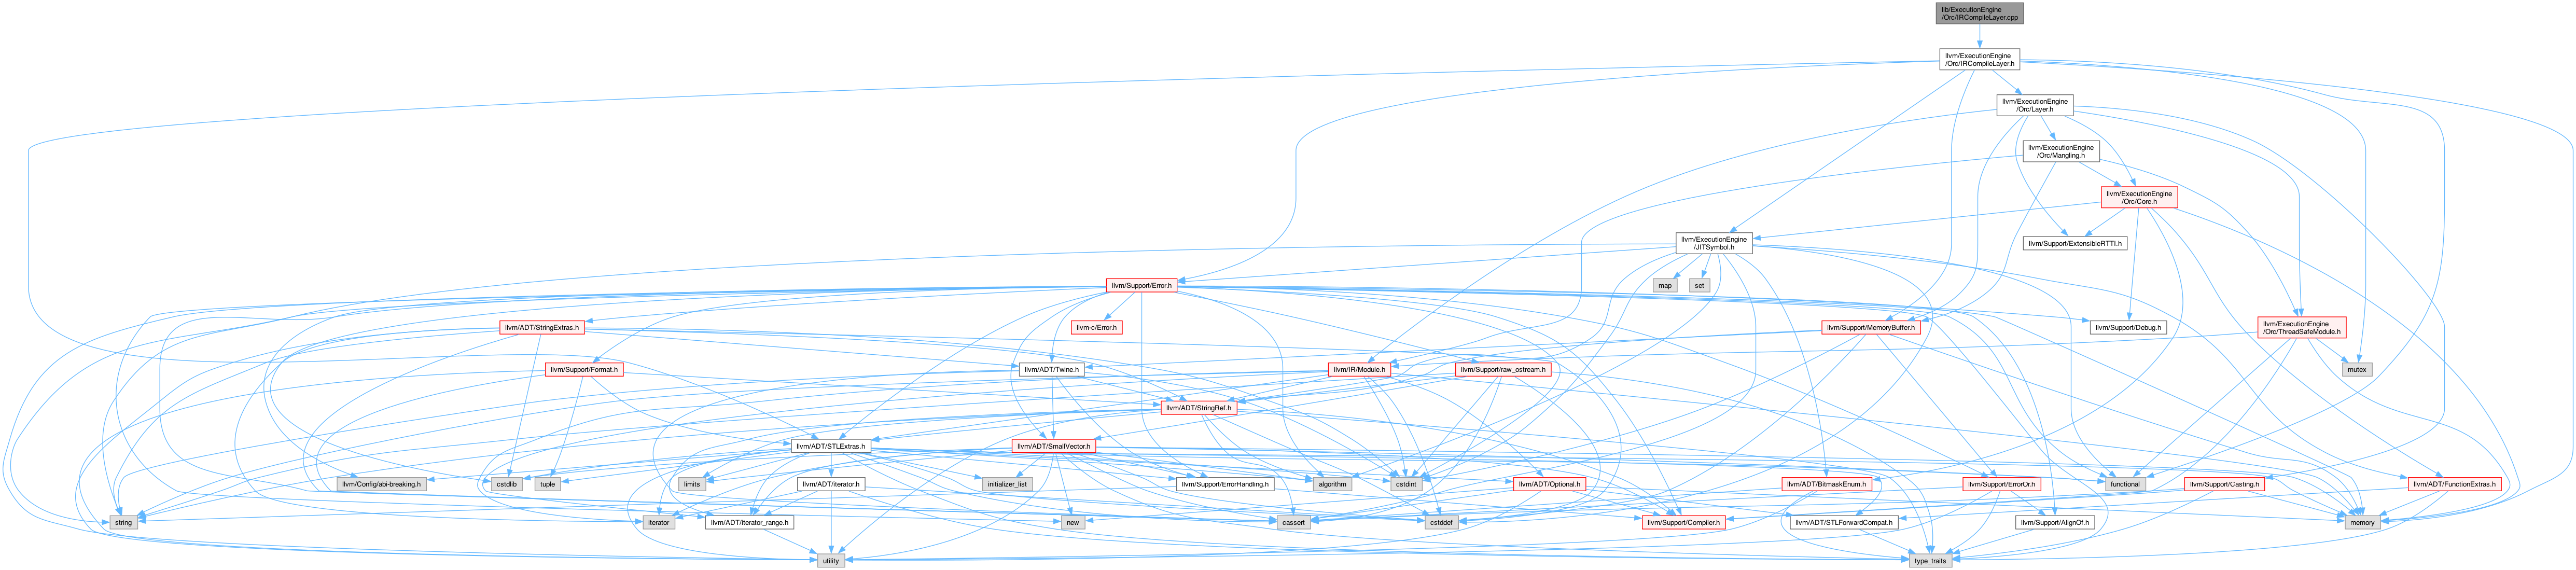 lib/ExecutionEngine
/Orc/IRCompileLayer.cpp
llvm/ExecutionEngine
/Orc/IRCompileLayer.h
llvm/ExecutionEngine
/Orc/Layer.h
llvm/ExecutionEngine
/Orc/Mangling.h
llvm/ExecutionEngine
/Orc/Core.h
llvm/ExecutionEngine
/JITSymbol.h
llvm/Support/ExtensibleRTTI.h
llvm/Support/Error.h
map
set
llvm/ADT/StringExtras.h
llvm-c/Error.h
llvm/Support/MemoryBuffer.h
llvm/Support/Debug.h
llvm/ExecutionEngine
/Orc/ThreadSafeModule.h
llvm/Support/Format.h
llvm/ADT/Twine.h
llvm/IR/Module.h
llvm/Support/raw_ostream.h
mutex
llvm/ADT/StringRef.h
llvm/ADT/STLExtras.h
llvm/ADT/SmallVector.h
llvm/Config/abi-breaking.h
cstdlib
tuple
limits
llvm/ADT/iterator.h
initializer_list
llvm/Support/ErrorHandling.h
algorithm
cstdint
llvm/ADT/Optional.h
llvm/ADT/BitmaskEnum.h
llvm/Support/ErrorOr.h
functional
llvm/Support/Casting.h
llvm/ADT/FunctionExtras.h
string
iterator
llvm/ADT/iterator_range.h
new
cassert
cstddef
llvm/Support/Compiler.h
llvm/ADT/STLForwardCompat.h
llvm/Support/AlignOf.h
memory
utility
type_traits